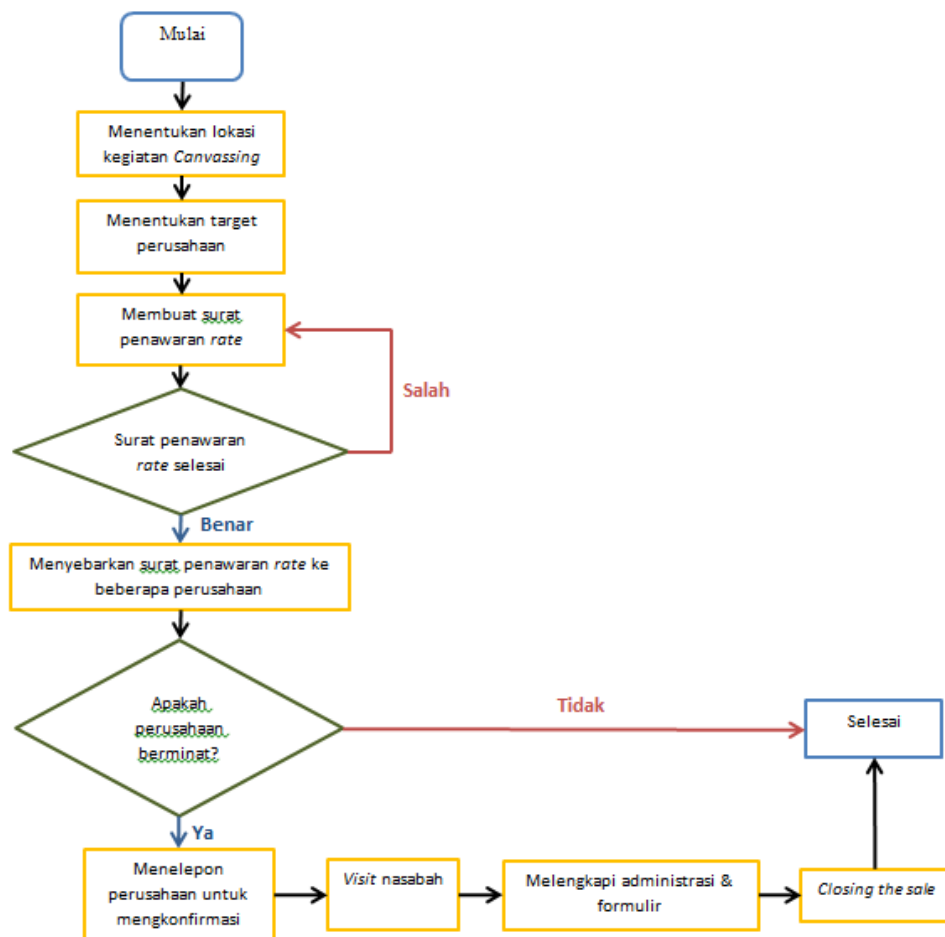 Mulai
Menentukan lokasi
kegiatan Canvassing
Menentukan target
perusahaan
Membuat surat
penawaran rate
Salah
Surat penawaran
rate selesai
Benar
Menyebarkan surat penawaran rate ke
beberapa perusahaan
Apakah
perusahaan
berminat?
Tidak
Selesai
Ya
Menelepon
perusahaan untuk
mengkonfirmasi
Visit nasabah
Melengkapi administrasi &
formulir
Closing the sale